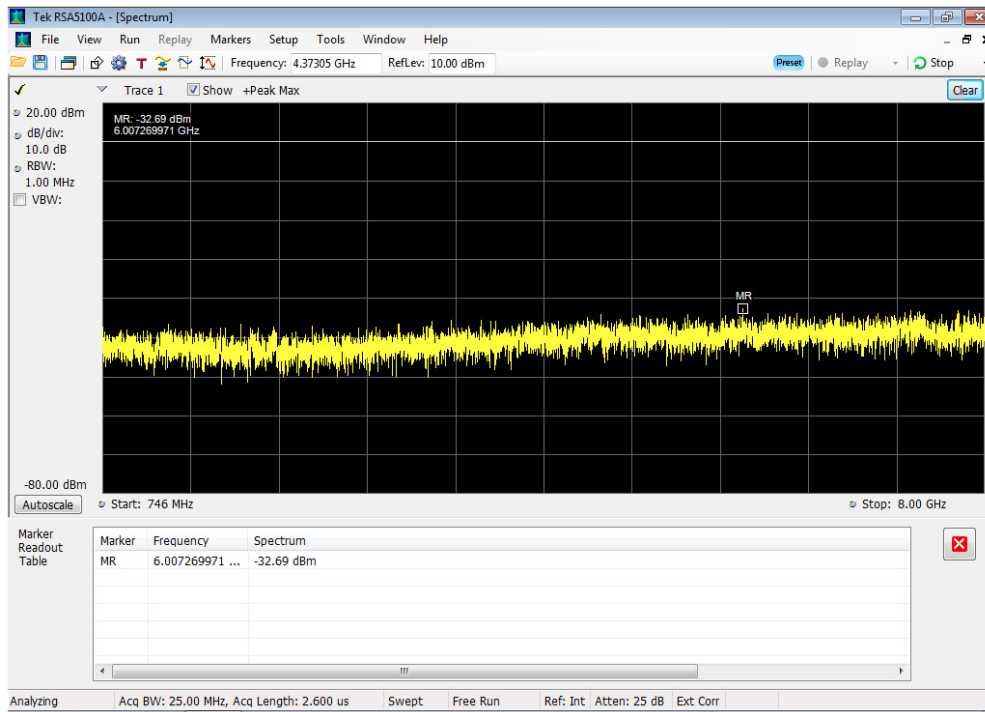 Tek RSA5100A - [Spectrum]
File View Run Replay Markers Setup Tools Window Help
T Frequency: 4.37305 GHz RefLev: 10.00 dBm Preset Replay Stop
Trace 1 Show +Peak Max Clear
20.00 dBm
dB/div:
10.0 dB
RBW:
1.00 MHz
VBW:
MR: -32.69 dBm
6.007269971 GHz
MR
-80.00 dBm
Autoscale Start: 746 MHz Stop: 8.00 GHz
Marker
Readout
Table
Marker Frequency Spectrum
MR 6.007269971 ... -32.69 dBm
Analyzing Acq BW: 25.00 MHz, Acq Length: 2.600 us Swept Free Run Ref: Int Atten: 25 dB Ext Corr